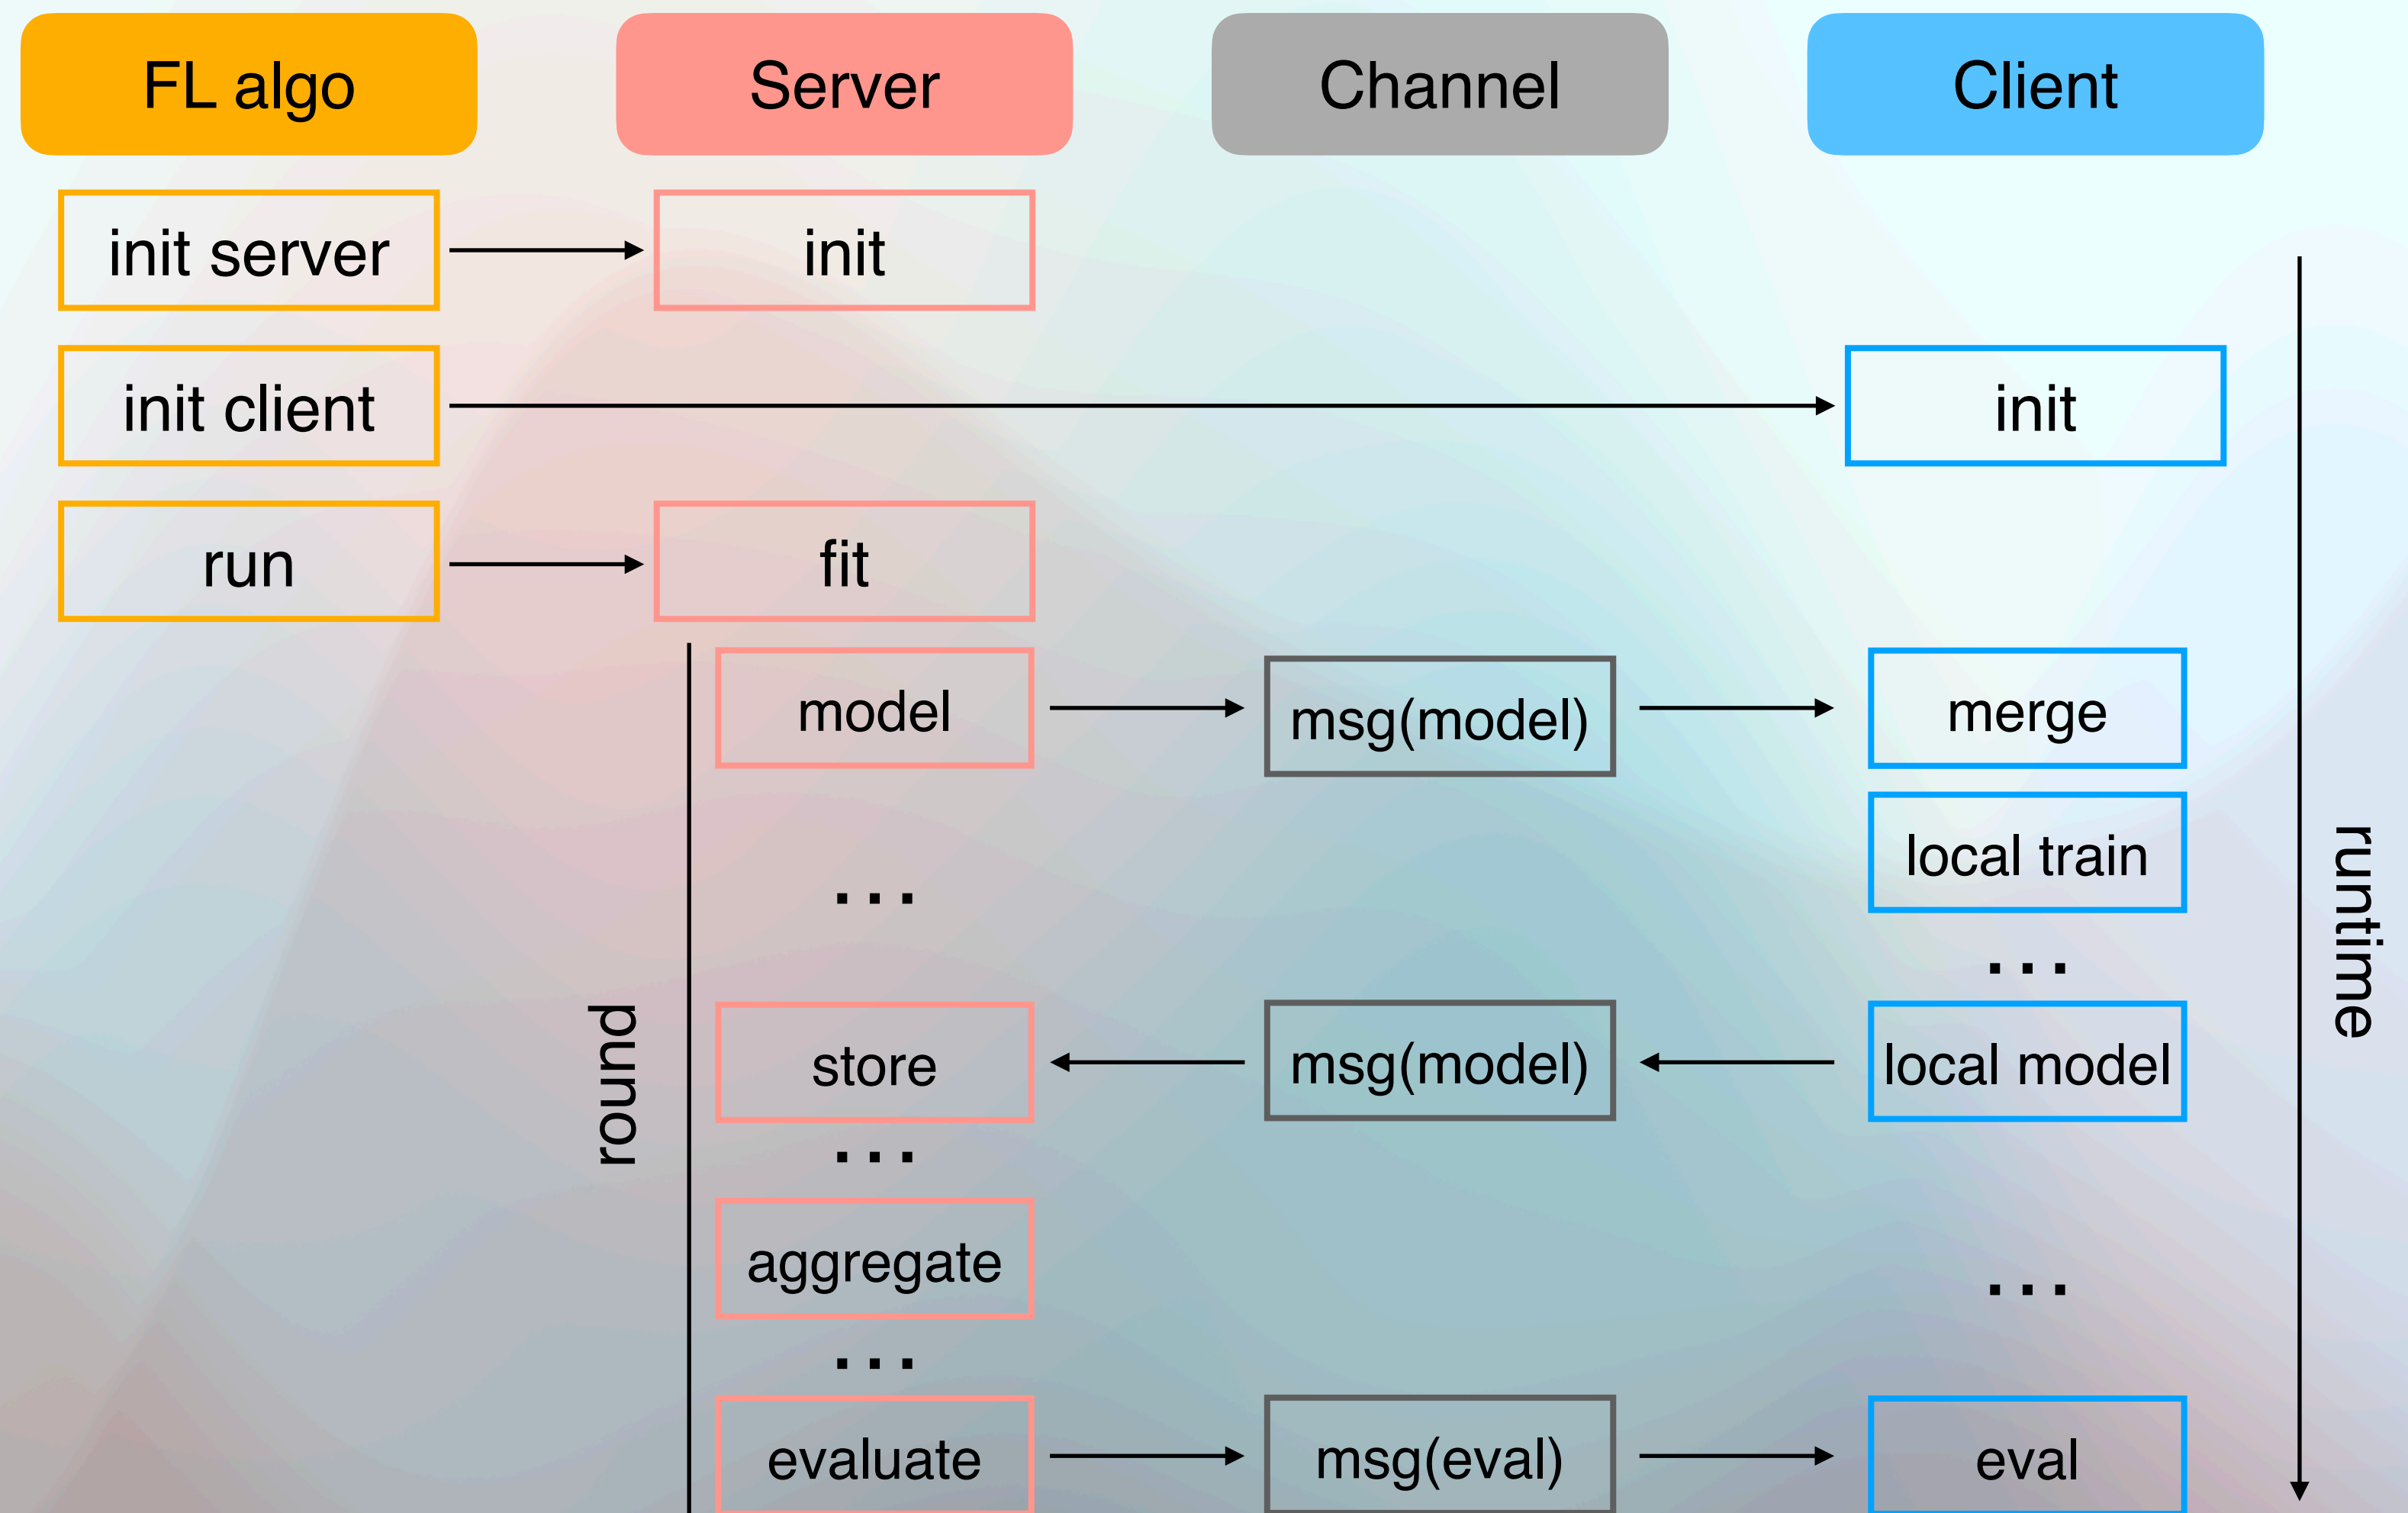 FL algo
Server
Channel
Client
init server
init
init client
init
run
fit
model
msg(model)
merge
local train
...
...
round
store
msg(model)
local model
runtime
...
aggregate
...
...
evaluate
msg(eval)
eval